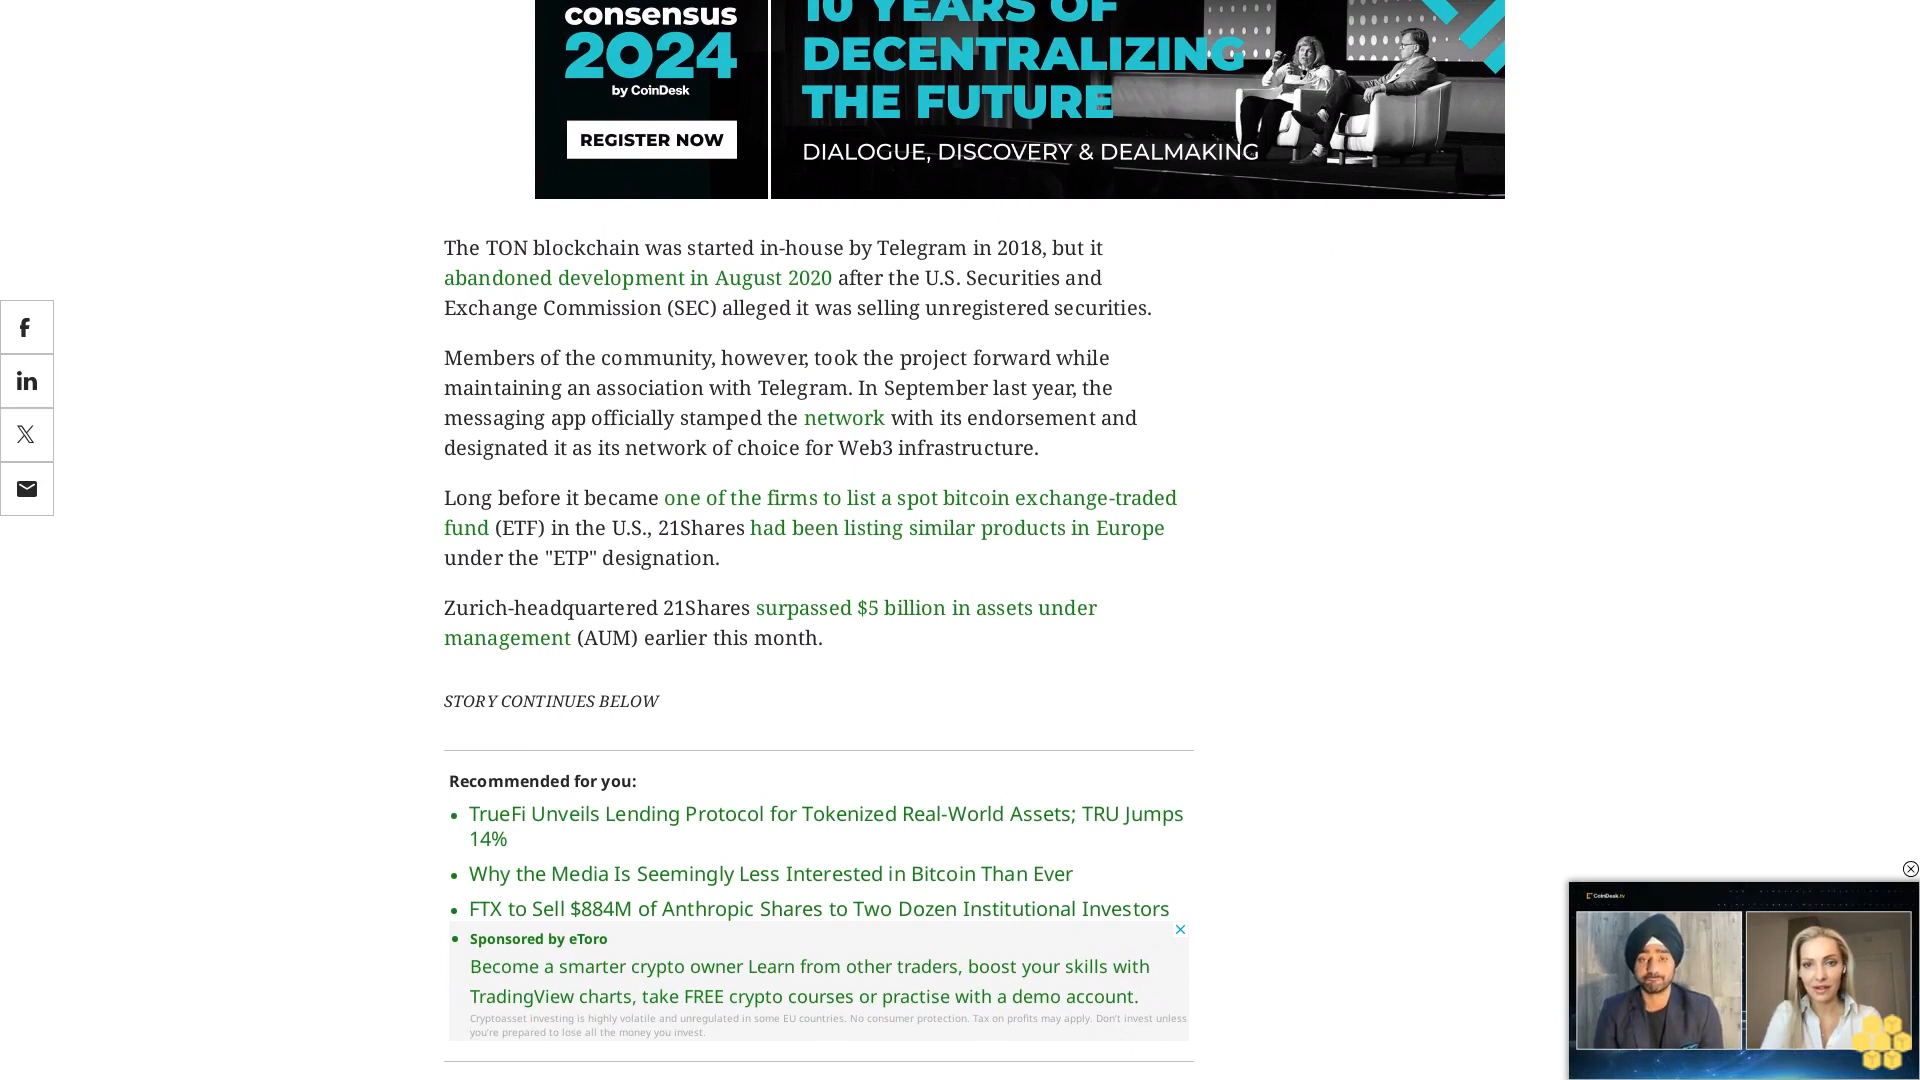 consensus
2024
by CoinDesk
REGISTER NOW
10 YEARS OF
DECENTRALIZING
THE FUTURE
DIALOGUE, DISCOVERY & DEALMAKING
The TON blockchain was started in-house by Telegram in 2018, but it
abandoned development in August 2020 after the U.S. Securities and
Exchange Commission (SEC) alleged it was selling unregistered securities.
Members of the community, however, took the project forward while
maintaining an association with Telegram. In September last year, the
messaging app officially stamped the network with its endorsement and
designated it as its network of choice for Web3 infrastructure.
Long before it became one of the firms to list a spot bitcoin exchange-traded
fund (ETF) in the U.S., 21Shares had been listing similar products in Europe
under the "ETP" designation.
Zurich-headquartered 21Shares surpassed $5 billion in assets under
management (AUM) earlier this month.
STORY CONTINUES BELOW
Recommended for you:
• TrueFi Unveils Lending Protocol for Tokenized Real-World Assets; TRU Jumps
14%
• Why the Media Is Seemingly Less Interested in Bitcoin Than Ever
• FTX to Sell $884M of Anthropic Shares to Two Dozen Institutional Investors
• Sponsored by eToro
Become a smarter crypto owner Learn from other traders, boost your skills with
TradingView charts, take FREE crypto courses or practise with a demo account.
Cryptoasset investing is highly volatile and unregulated in some EU countries. No consumer protection. Tax on profits may apply. Don't invest unless
you're prepared to lose all the money you invest.
CoinDesk.tv